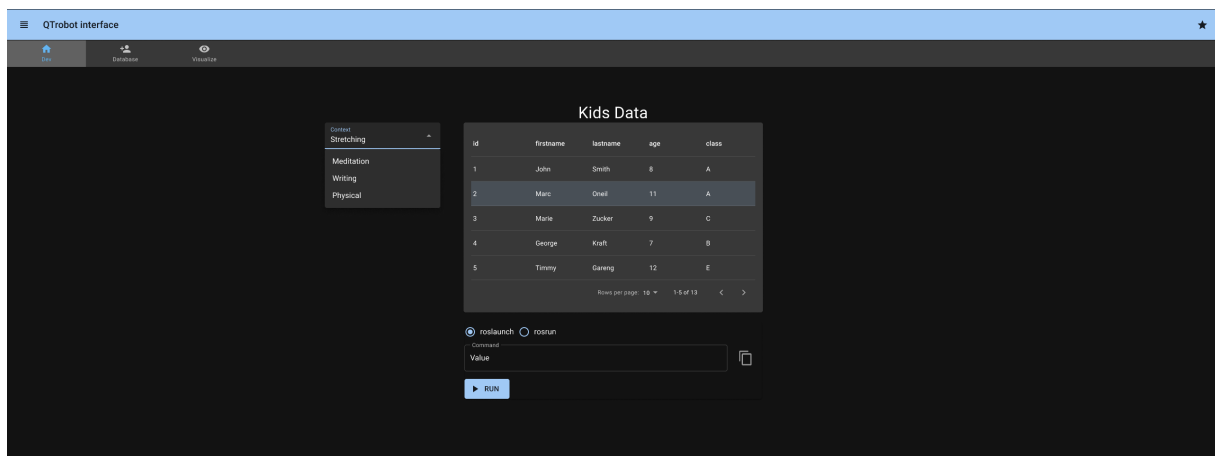 QTrobot interface
Dev Database Visualize
Kids Data
Context
Stretching
Meditation
Writing
Physical
id firstname lastname age class
1 John Smith 8 A
2 Marc Oneil 11 A
3 Marie Zucker 9 C
4 George Kraft 7 B
5 Timmy Gareng 12 E
Rows per page: 10 1-5 of 13
roslaunch rosrun
Command
Value
RUN